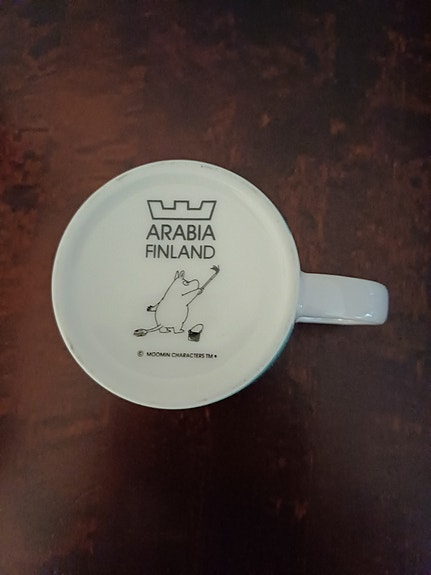 ARABIA
FINLAND
© MOOMIN CHARACTERS TM •